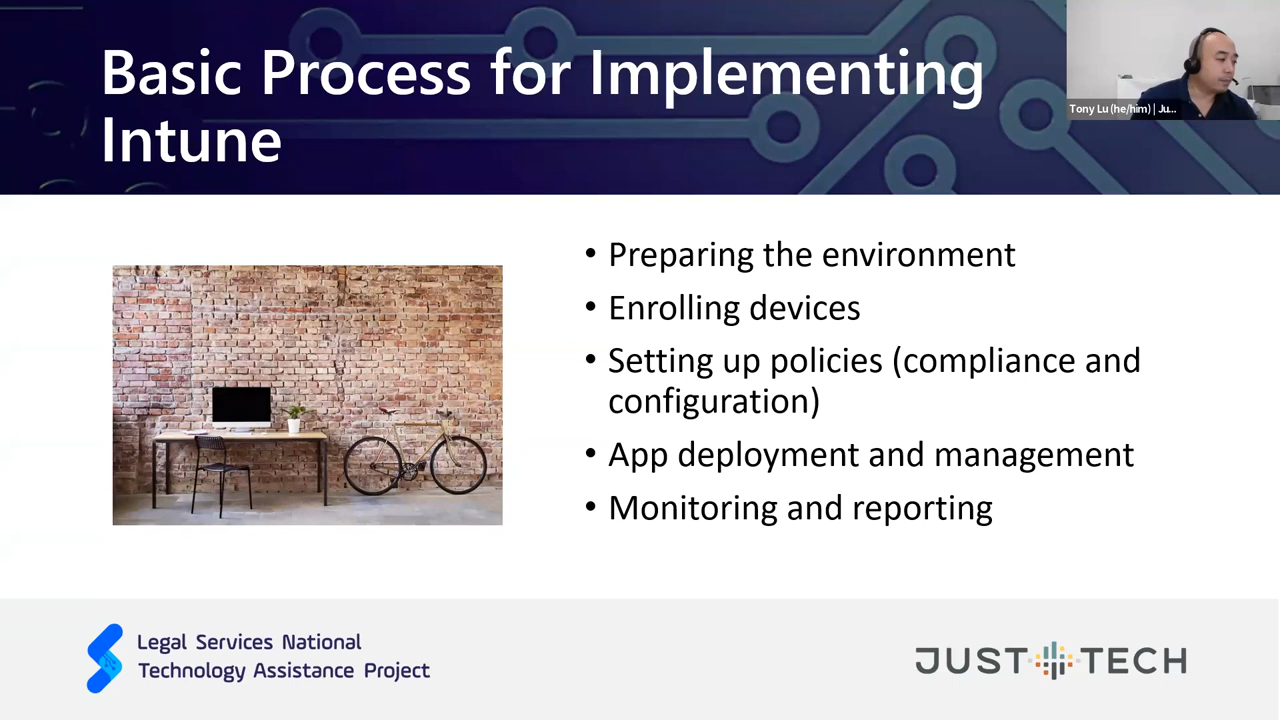 Basic Process for Implementing
Intune
Tony Lu (he/him) | Ju...
• Preparing the environment
• Enrolling devices
• Setting up policies (compliance and
configuration)
• App deployment and management
• Monitoring and reporting
Legal Services National
Technology Assistance Project
JUST TECH